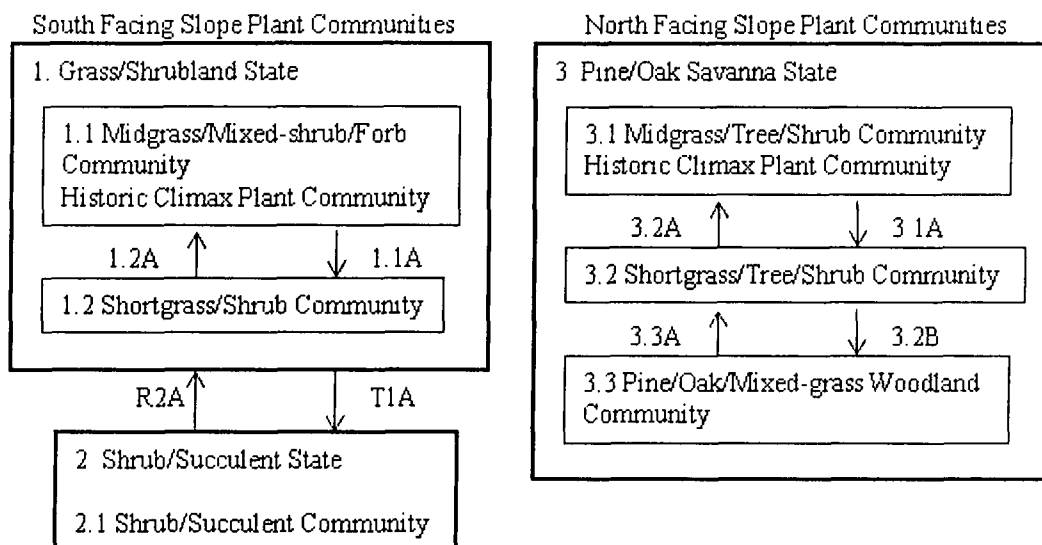 South Facing Slope Plant Communities
1. Grass/Shrubland State
1.1 Midgrass/Mixed-shrub/Forb
Community
Historic Climax Plant Community
1.2A
1.1A
1.2 Shortgrass/Shrub Community
R2A
T1A
2 Shrub/Succulent State
2.1 Shrub/Succulent Community
North Facing Slope Plant Communities
3 Pine/Oak Savanna State
3.1 Midgrass/Tree/Shrub Community
Historic Climax Plant Community
3.2A
3 1A
3.2 Shortgrass/Tree/Shrub Community
3.3A
3.2B
3.3 Pine/Oak/Mixed-grass Woodland
Community